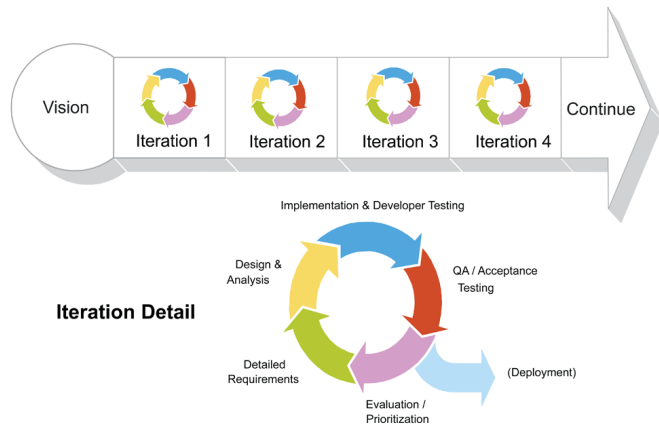 Vision
Iteration 1
Iteration 2
Iteration 3
Iteration 4
Continue
Implementation & Developer Testing
Design &
Analysis
QA / Acceptance
Testing
Iteration Detail
Detailed
Requirements
(Deployment)
Evaluation /
Prioritization